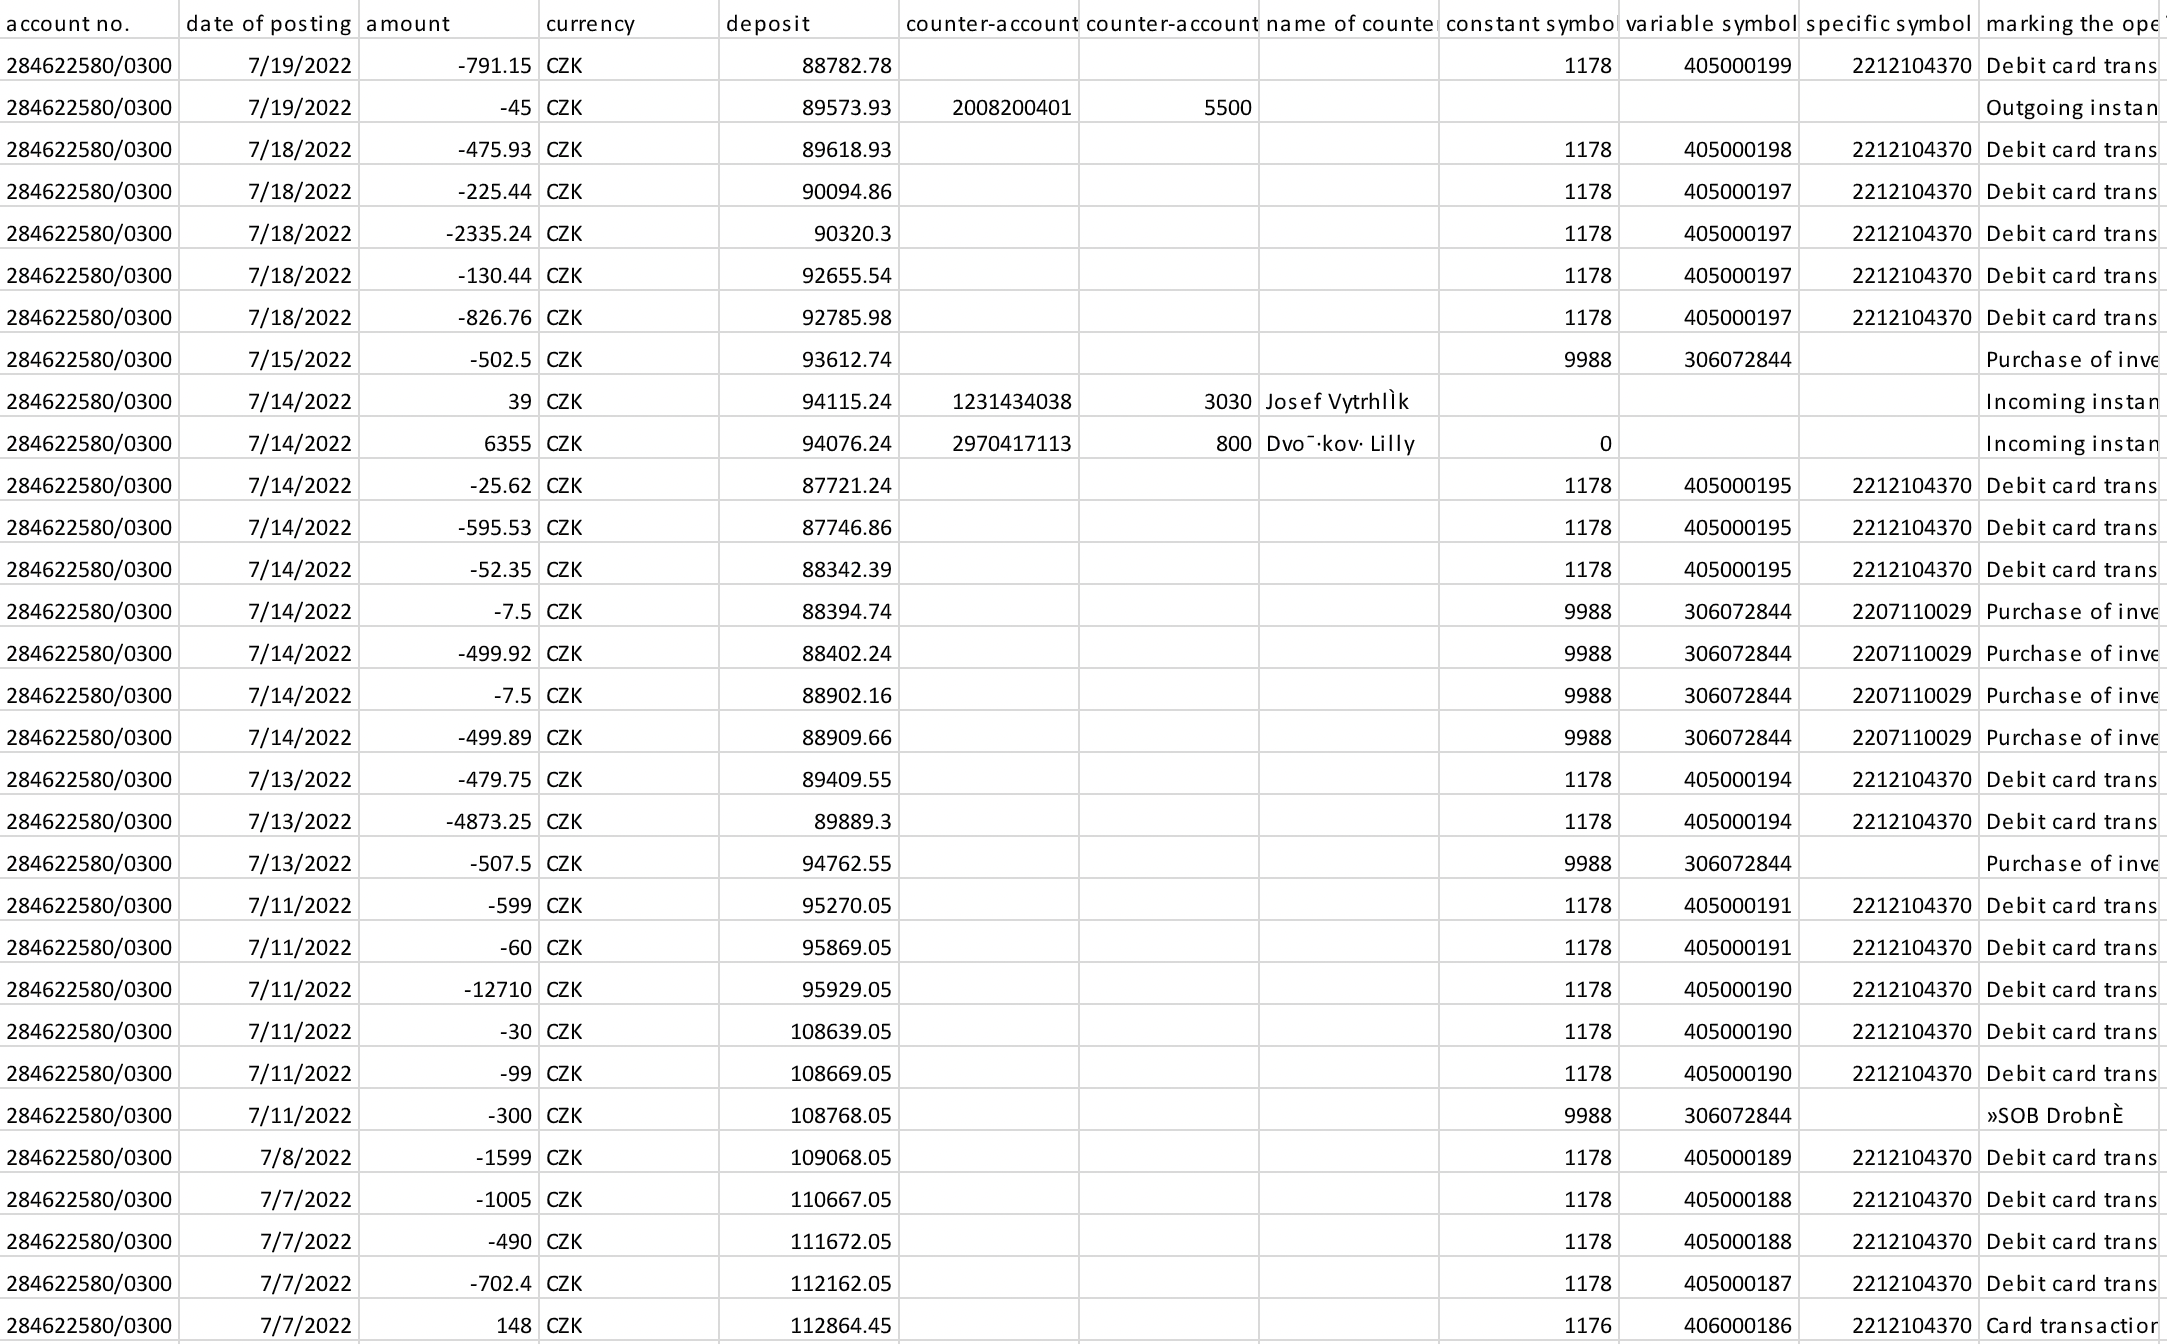 account no. date of posting amount currency deposit counter-account counter-account name of counte constant symbo variable symbol specific symbol marking the ope
284622580/0300 7/19/2022 -791.15 CZK 88782.78 1178 405000199 2212104370 Debit card trans
284622580/0300 7/19/2022 -45 CZK 89573.93 2008200401 5500 Outgoing instan
284622580/0300 7/18/2022 -475.93 CZK 89618.93 1178 405000198 2212104370 Debit card trans
284622580/0300 7/18/2022 -225.44 CZK 90094.86 1178 405000197 2212104370 Debit card trans
284622580/0300 7/18/2022 -2335.24 CZK 90320.3 1178 405000197 2212104370 Debit card trans
284622580/0300 7/18/2022 -130.44 CZK 92655.54 1178 405000197 2212104370 Debit card trans
284622580/0300 7/18/2022 -826.76 CZK 92785.98 1178 405000197 2212104370 Debit card trans
284622580/0300 7/15/2022 -502.5 CZK 93612.74 9988 306072844 Purchase of inve
284622580/0300 7/14/2022 39 CZK 94115.24 1231434038 3030 Josef VytrhlÌk Incoming instan
284622580/0300 7/14/2022 6355 CZK 94076.24 2970417113 800 Dvo¯·kov· Lilly 0 Incoming instan
284622580/0300 7/14/2022 -25.62 CZK 87721.24 1178 405000195 2212104370 Debit card trans
284622580/0300 7/14/2022 -595.53 CZK 87746.86 1178 405000195 2212104370 Debit card trans
284622580/0300 7/14/2022 -52.35 CZK 88342.39 1178 405000195 2212104370 Debit card trans
284622580/0300 7/14/2022 -7.5 CZK 88394.74 9988 306072844 2207110029 Purchase of inve
284622580/0300 7/14/2022 -499.92 CZK 88402.24 9988 306072844 2207110029 Purchase of inve
284622580/0300 7/14/2022 -7.5 CZK 88902.16 9988 306072844 2207110029 Purchase of inve
284622580/0300 7/14/2022 -499.89 CZK 88909.66 9988 306072844 2207110029 Purchase of inve
284622580/0300 7/13/2022 -479.75 CZK 89409.55 1178 405000194 2212104370 Debit card trans
284622580/0300 7/13/2022 -4873.25 CZK 89889.3 1178 405000194 2212104370 Debit card trans
284622580/0300 7/13/2022 -507.5 CZK 94762.55 9988 306072844 Purchase of inve
284622580/0300 7/11/2022 -599 CZK 95270.05 1178 405000191 2212104370 Debit card trans
284622580/0300 7/11/2022 -60 CZK 95869.05 1178 405000191 2212104370 Debit card trans
284622580/0300 7/11/2022 -12710 CZK 95929.05 1178 405000190 2212104370 Debit card trans
284622580/0300 7/11/2022 -30 CZK 108639.05 1178 405000190 2212104370 Debit card trans
284622580/0300 7/11/2022 -99 CZK 108669.05 1178 405000190 2212104370 Debit card trans
284622580/0300 7/11/2022 -300 CZK 108768.05 9988 306072844 »SOB DrobnÈ
284622580/0300 7/8/2022 -1599 CZK 109068.05 1178 405000189 2212104370 Debit card trans
284622580/0300 7/7/2022 -1005 CZK 110667.05 1178 405000188 2212104370 Debit card trans
284622580/0300 7/7/2022 -490 CZK 111672.05 1178 405000188 2212104370 Debit card trans
284622580/0300 7/7/2022 -702.4 CZK 112162.05 1178 405000187 2212104370 Debit card trans
284622580/0300 7/7/2022 148 CZK 112864.45 1176 406000186 2212104370 Card transaction